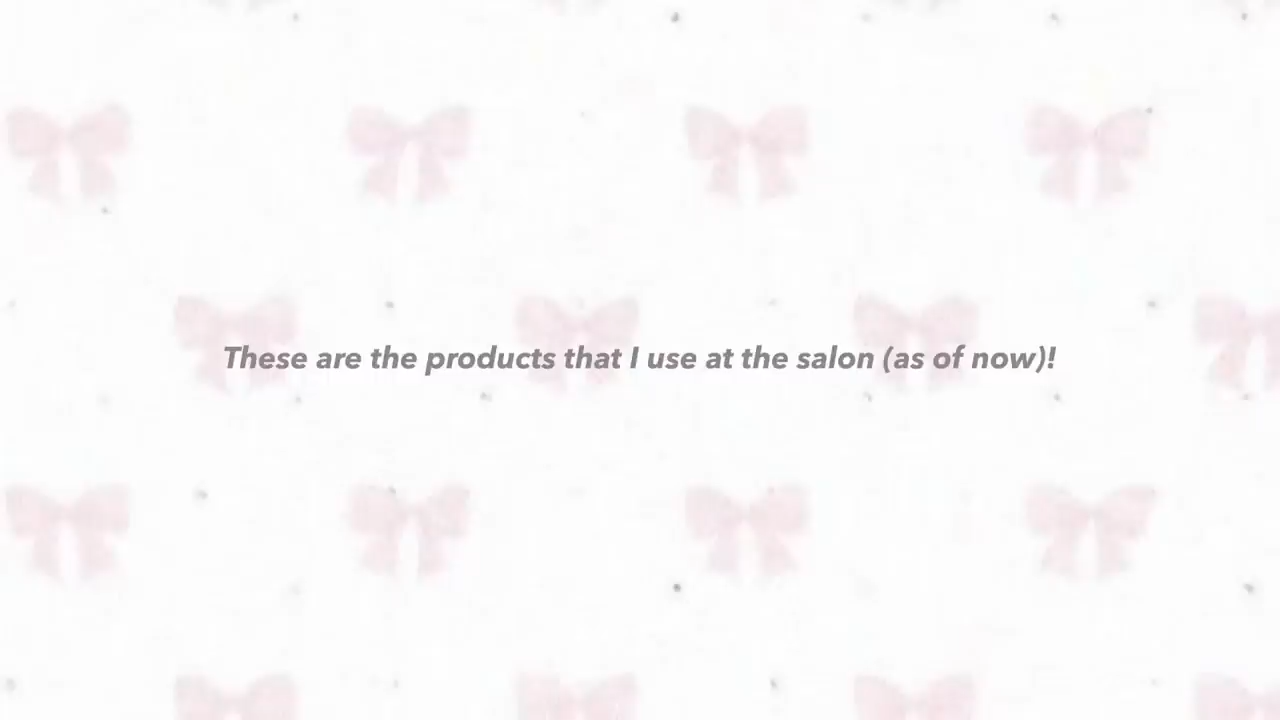 These are the products that I use at the salon (as of now)!